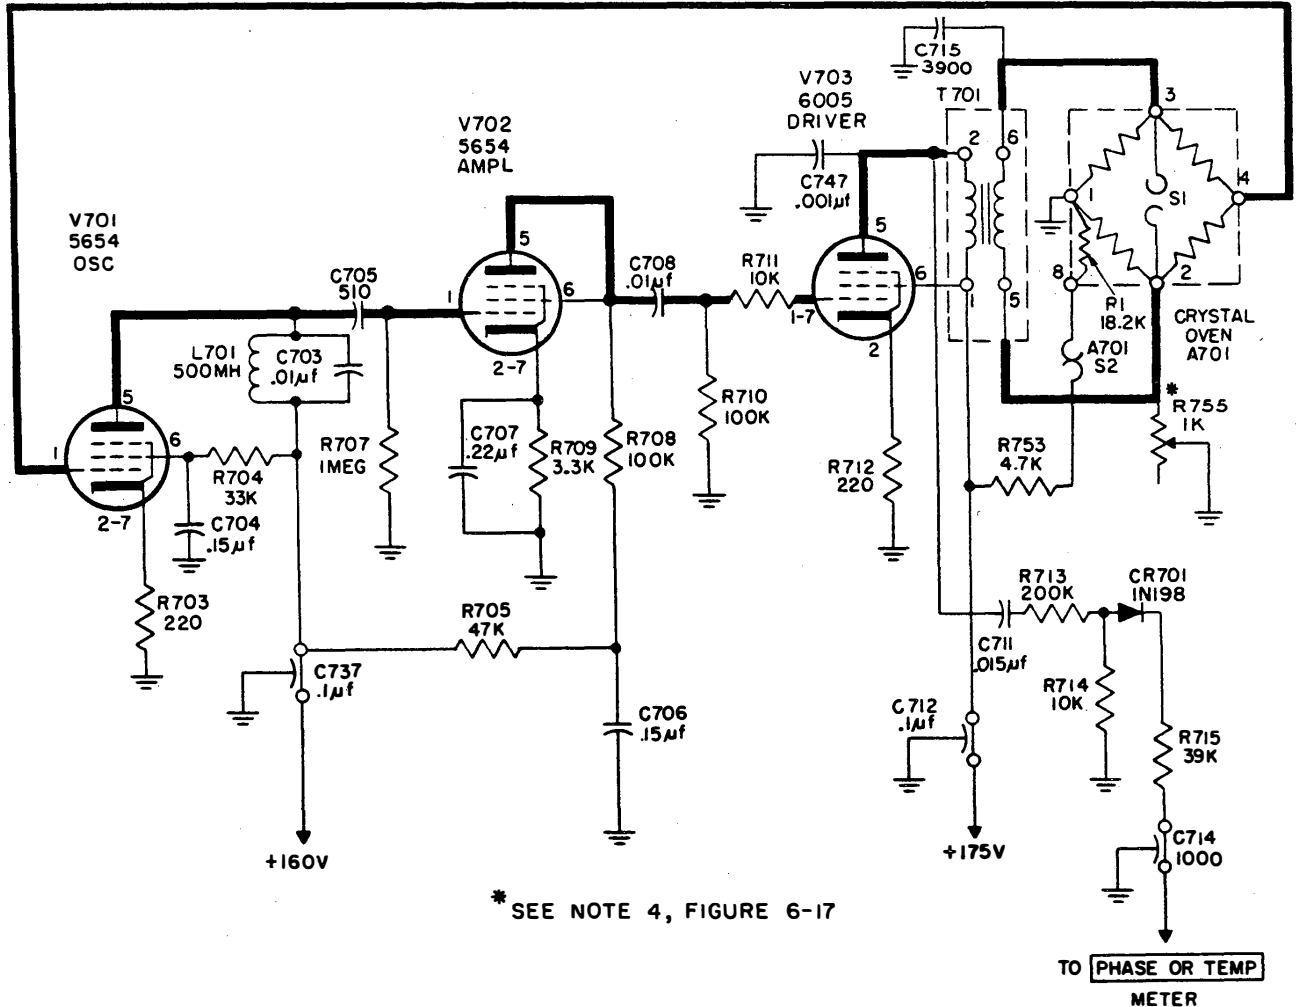 C715
3900
T701
V703
6005
DRIVER
V702
5654
AMPL
V701
5654
OSC
3
2
6
4
1
S1
C747
.001µf
5
5
C705
510
C708
.01µf
R711
10K
6
1
6
1-7
1
5
8
2
R1
18.2K
CRYSTAL
OVEN
A701
L701
500MH
C703
.01µf
2-7
2
A701
S2
*
R755
1K
5
1
6
R704
33K
R707
1MEG
C707
.22µf
R709
3.3K
R708
100K
R710
100K
R712
220
R753
4.7K
2-7
C704
.15µf
R703
220
R705
47K
R713
200K
CR701
1N198
C711
.015µf
C737
.1µf
R714
10K
C706
.15µf
C712
.1µf
R715
39K
+160V
+175V
C714
1000
* SEE NOTE 4, FIGURE 6-17
TO PHASE OR TEMP
METER